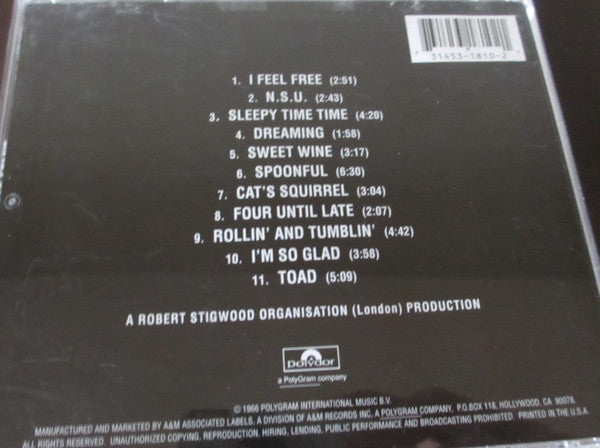 7 31453-1810-2 1
1. I FEEL FREE (2:51)
2. N.S.U. (2:43)
3. SLEEPY TIME TIME (4:20)
4. DREAMING (1:58)
5. SWEET WINE (3:17)
6. SPOONFUL (6:30)
7. CAT'S SQUIRREL (3:04)
8. FOUR UNTIL LATE (2:07)
9. ROLLIN' AND TUMBLIN' (4:42)
10. I'M SO GLAD (3:58)
11. TOAD (5:09)
A ROBERT STIGWOOD ORGANISATION (London) PRODUCTION
Polydor
a PolyGram company
℗ 1966 POLYGRAM INTERNATIONAL MUSIC B.V.
MANUFACTURED AND MARKETED BY A&M ASSOCIATED LABELS, A DIVISION OF A&M RECORDS INC. A POLYGRAM COMPANY, P.O.BOX 118, HOLLYWOOD, CA 90078.
ALL RIGHTS RESERVED. UNAUTHORIZED COPYING, REPRODUCTION, HIRING, LENDING, PUBLIC PERFORMANCE AND BROADCASTING PROHIBITED. PRINTED IN THE U.S.A.